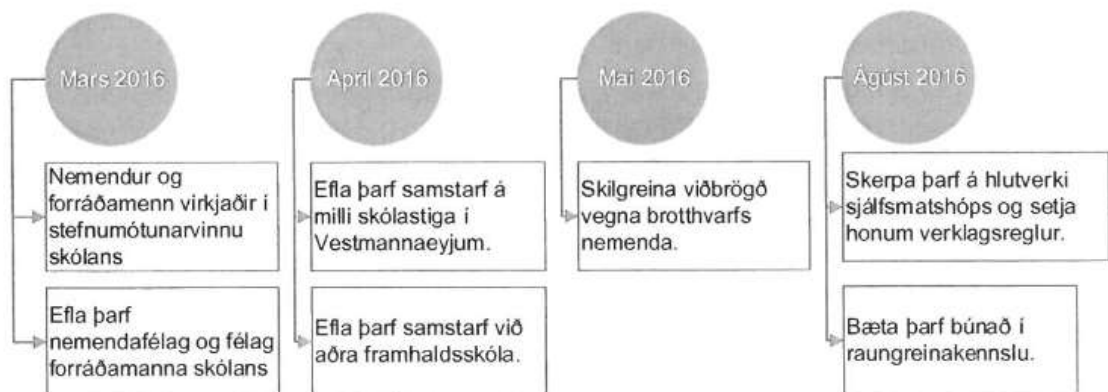 Mars 2016
Nemendur og
forráðamenn virkjaðir í
stefnumótunarvinnu
skólans
Efla þarf
nemendafélag og félag
forráðamanna skólans
Apríl 2016
Efla þarf samstarf á
milli skólastiga í
Vestmannaeyjum.
Efla þarf samstarf við
aðra framhaldsskóla.
Maí 2016
Skilgreina viðbrögð
vegna brotthvarfs
nemenda.
Ágúst 2016
Skerpa þarf á hlutverki
sjálfsmatshóps og setja
honum verklagsreglur.
Bæta þarf búnað í
raungreinakennslu.